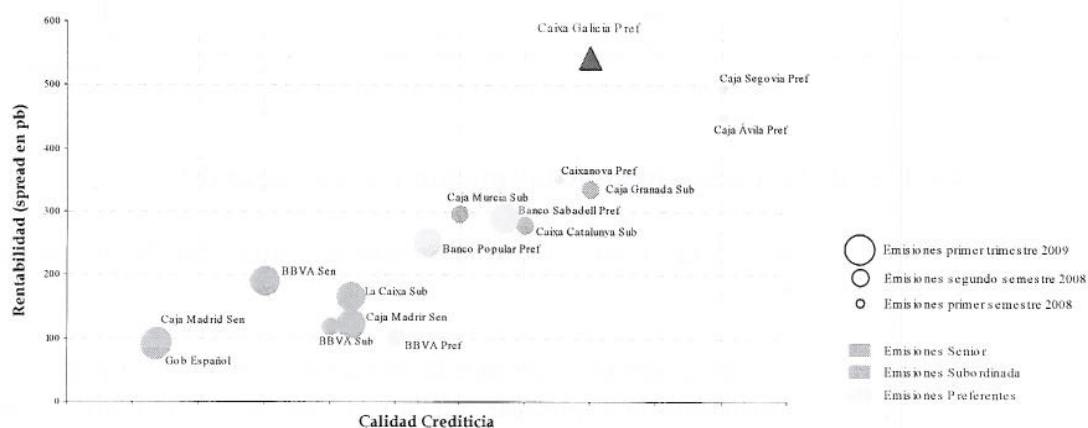 600
500
400
300
200
100
0
Rentabilidad (spread en pb)
Calidad Crediticia
Caixa Galicia Pref
Caja Segovia Pref
Caja Ávila Pref
Caixanova Pref
Caja Granada Sub
Caja Murcia Sub
Banco Sabadell Pref
Caixa Catalunya Sub
Banco Popular Pref
BBVA Sen
La Caixa Sub
Caja Madrid Sen
Caja Madrir Sen
BBVA Sub
BBVA Pref
Gob Español
Emisiones primer trimestre 2009
Emisiones segundo semestre 2008
Emisiones primer semestre 2008
Emisiones Senior
Emisiones Subordinada
Emisiones Preferentes